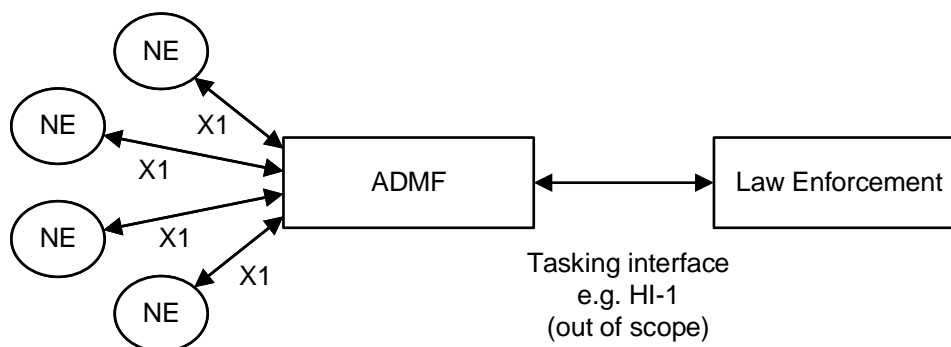 NE
X1
NE
X1
NE
X1
NE
X1
ADMF
Law Enforcement
Tasking interface
e.g. HI-1
(out of scope)